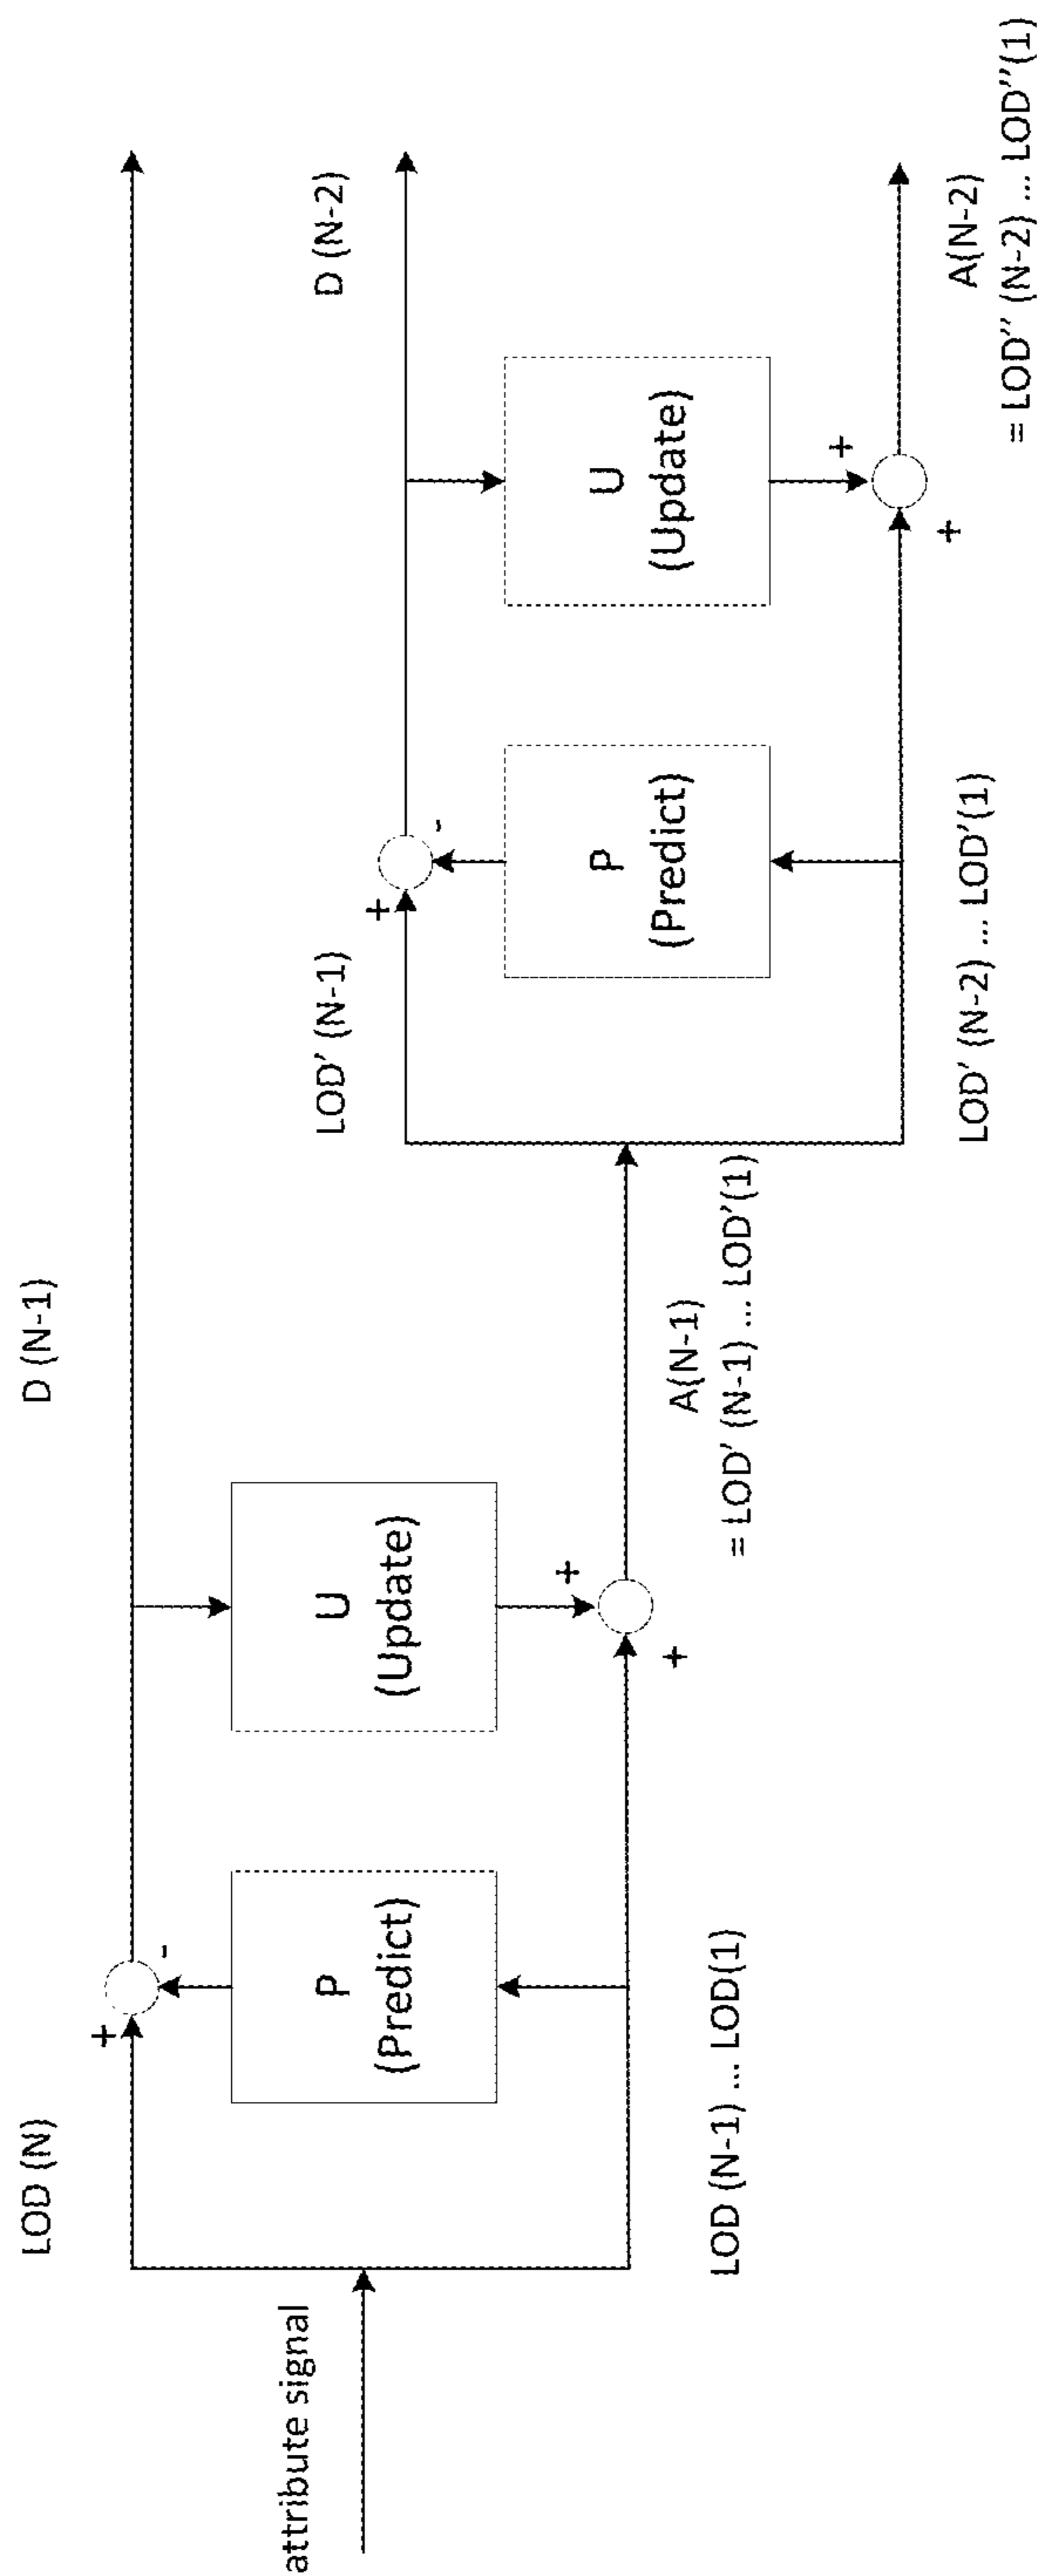 attribute signal
LOD (N)
+
-
P
(Predict)
LOD (N-1) ... LOD(1)
U
(Update)
+
+
D (N-1)
A(N-1)
= LOD' (N-1) ... LOD'(1)
LOD' (N-1)
+
-
P
(Predict)
LOD' (N-2) ... LOD'(1)
U
(Update)
+
+
D (N-2)
A(N-2)
= LOD'' (N-2) ... LOD''(1)